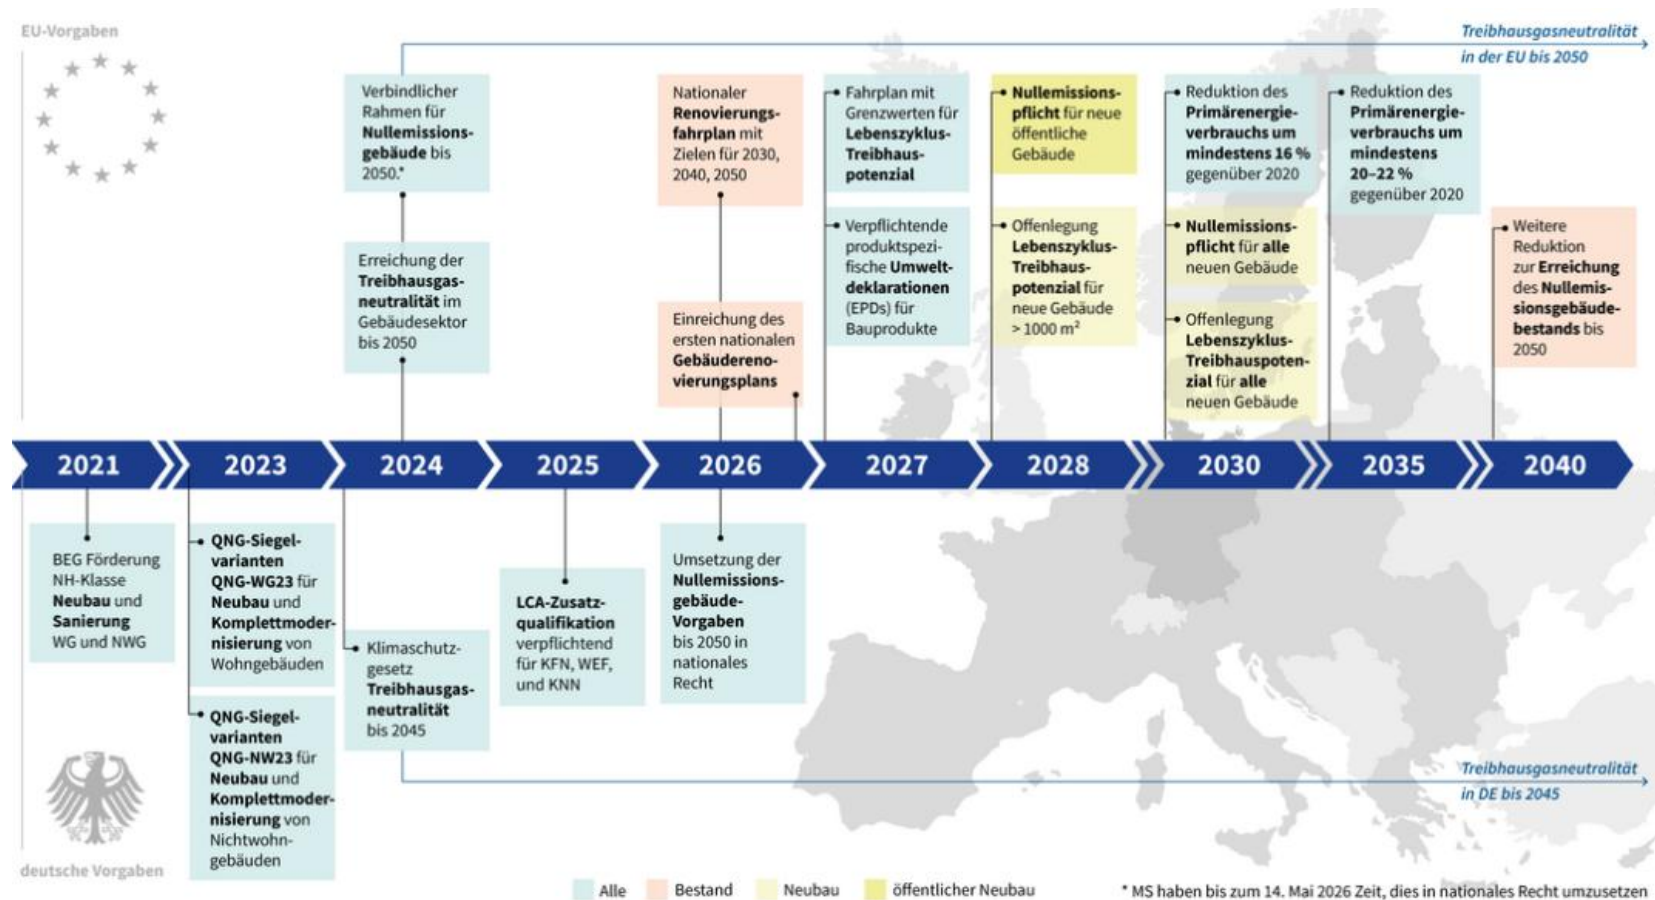 EU-Vorgaben
Treibhausgasneutralität
in der EU bis 2050
Verbindlicher
Rahmen für
Nullemissions-
gebäude bis
2050.*
Erreichung der
Treibhausgas-
neutralität im
Gebäudesektor
bis 2050
Nationaler
Renovierungs-
fahrplan mit
Zielen für 2030,
2040, 2050
Einreichung des
ersten nationalen
Gebäudereno-
vierungsplans
Fahrplan mit
Grenzwerten für
Lebenszyklus-
Treibhaus-
potenzial
Verpflichtende
produktspezi-
fische Umwelt-
deklarationen
(EPDs) für
Bauprodukte
Nullemissions-
pflicht für neue
öffentliche
Gebäude
Offenlegung
Lebenszyklus-
Treibhaus-
potenzial für
neue Gebäude
> 1000 m²
Reduktion des
Primärenergie-
verbrauchs um
mindestens 16 %
gegenüber 2020
Nullemissions-
pflicht für alle
neuen Gebäude
Offenlegung
Lebenszyklus-
Treibhauspoten-
zial für alle
neuen Gebäude
Reduktion des
Primärenergie-
verbrauchs um
mindestens
20–22 %
gegenüber 2020
Weitere
Reduktion
zur Erreichung
des Nullemis-
sionsgebäude-
bestands bis
2050
2021 2023 2024 2025 2026 2027 2028 2030 2035 2040
BEG Förderung
NH-Klasse
Neubau und
Sanierung
WG und NWG
QNG-Siegel-
varianten
QNG-WG23 für
Neubau und
Komplettmoder-
nisierung von
Wohngebäuden
QNG-Siegel-
varianten
QNG-NW23 für
Neubau und
Komplettmoder-
nisierung von
Nichtwohn-
gebäuden
Klimaschutz-
gesetz
Treibhausgas-
neutralität
bis 2045
LCA-Zusatz-
qualifikation
verpflichtend
für KFN, WEF,
und KNN
Umsetzung der
Nullemissions-
gebäude-
Vorgaben
bis 2050 in
nationales
Recht
Treibhausgasneutralität
in DE bis 2045
deutsche Vorgaben
Alle Bestand Neubau öffentlicher Neubau
* MS haben bis zum 14. Mai 2026 Zeit, dies in nationales Recht umzusetzen